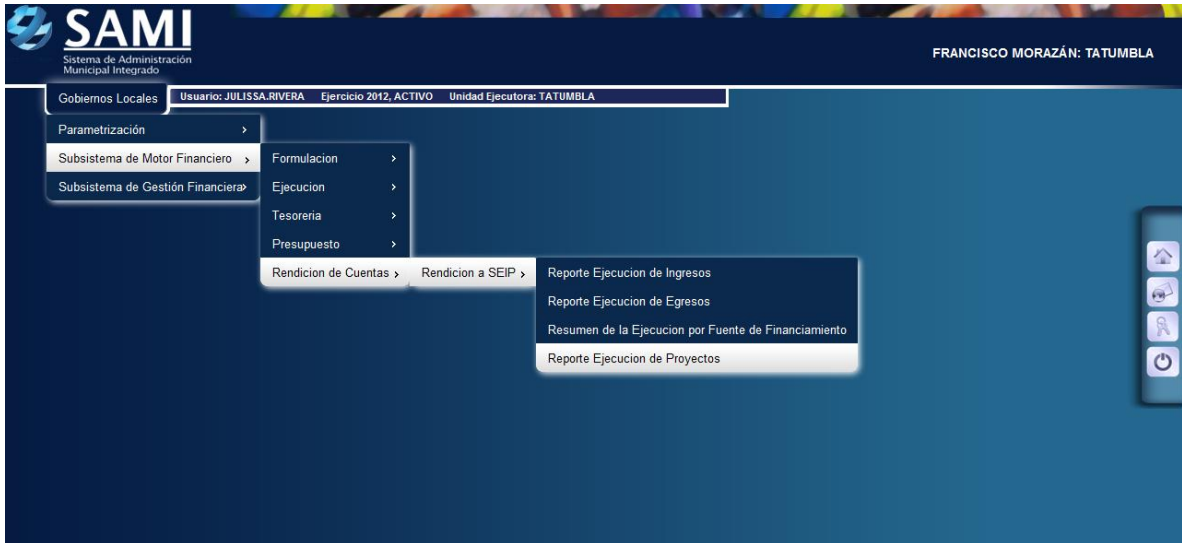 SAMI
Sistema de Administración
Municipal Integrado
FRANCISCO MORAZÁN: TATUMBLA
Gobiernos Locales
Usuario: JULISSA.RIVERA Ejercicio 2012, ACTIVO Unidad Ejecutora: TATUMBLA
Parametrización
Subsistema de Motor Financiero
Subsistema de Gestión Financiera
Formulacion
Ejecucion
Tesoreria
Presupuesto
Rendicion de Cuentas
Rendicion a SEIP
Reporte Ejecucion de Ingresos
Reporte Ejecucion de Egresos
Resumen de la Ejecucion por Fuente de Financiamiento
Reporte Ejecucion de Proyectos